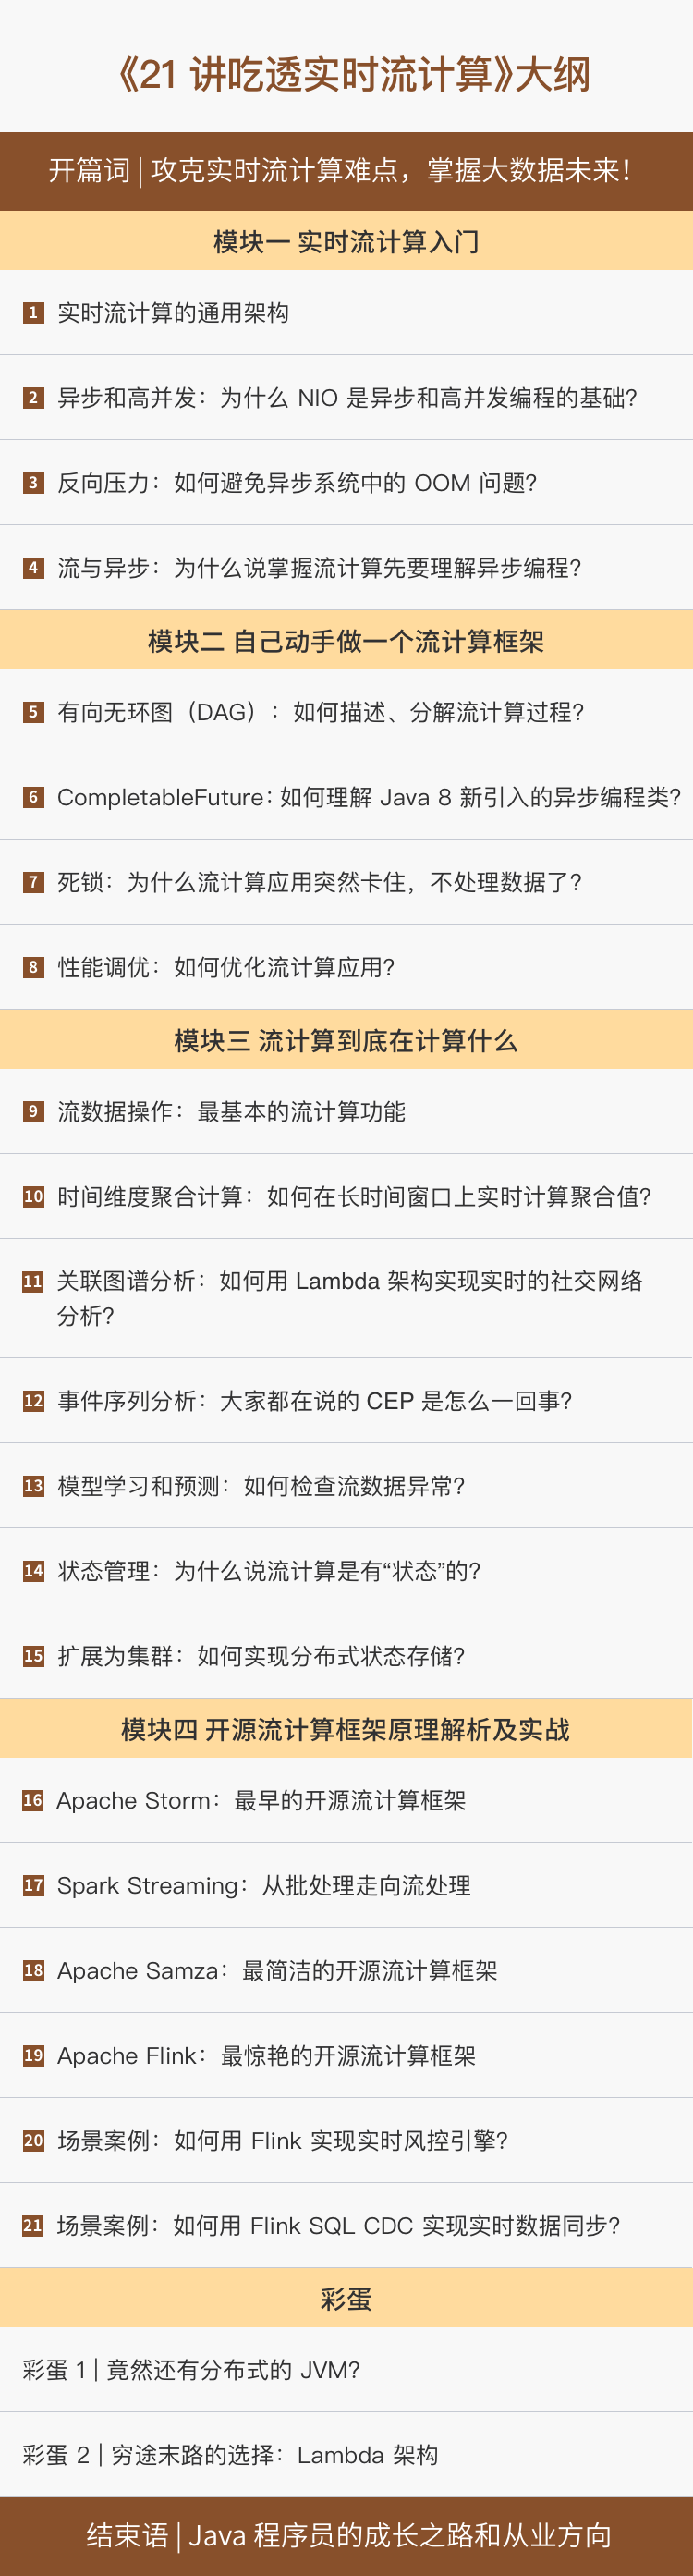 《21 讲吃透实时流计算》大纲
开篇词 | 攻克实时流计算难点，掌握大数据未来！
模块一 实时流计算入门
1 实时流计算的通用架构
2 异步和高并发：为什么 NIO 是异步和高并发编程的基础？
3 反向压力：如何避免异步系统中的 OOM 问题？
4 流与异步：为什么说掌握流计算先要理解异步编程？
模块二 自己动手做一个流计算框架
5 有向无环图（DAG）：如何描述、分解流计算过程？
6 CompletableFuture：如何理解 Java 8 新引入的异步编程类？
7 死锁：为什么流计算应用突然卡住，不处理数据了？
8 性能调优：如何优化流计算应用？
模块三 流计算到底在计算什么
9 流数据操作：最基本的流计算功能
10 时间维度聚合计算：如何在长时间窗口上实时计算聚合值？
11 关联图谱分析：如何用 Lambda 架构实现实时的社交网络
分析？
12 事件序列分析：大家都在说的 CEP 是怎么一回事？
13 模型学习和预测：如何检查流数据异常？
14 状态管理：为什么说流计算是有“状态”的？
15 扩展为集群：如何实现分布式状态存储？
模块四 开源流计算框架原理解析及实战
16 Apache Storm：最早的开源流计算框架
17 Spark Streaming：从批处理走向流处理
18 Apache Samza：最简洁的开源流计算框架
19 Apache Flink：最惊艳的开源流计算框架
20 场景案例：如何用 Flink 实现实时风控引擎？
21 场景案例：如何用 Flink SQL CDC 实现实时数据同步？
彩蛋
彩蛋 1 | 竟然还有分布式的 JVM？
彩蛋 2 | 穷途末路的选择：Lambda 架构
结束语 | Java 程序员的成长之路和从业方向